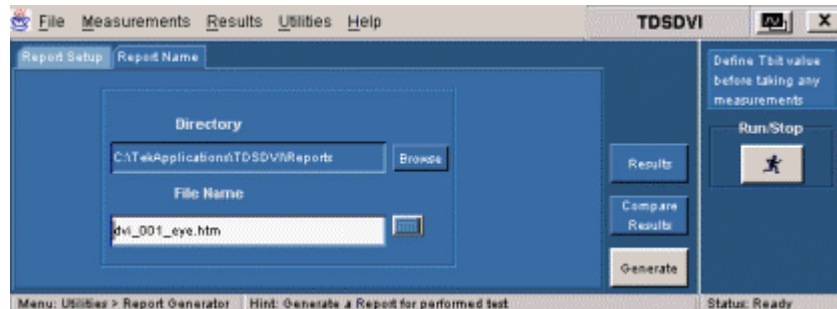 File Measurements Results Utilities Help TDSDVI X
Report Setup Report Name
Define Tbit value
before taking any
measurements
Directory
Run/Stop
C:\TekApplications\TDSDVI\Reports Browse
Results
File Name
Compare
Results
dvi_001_eye.htm
Generate
Menu: Utilities > Report Generator Hint: Generate a Report for performed test Status: Ready